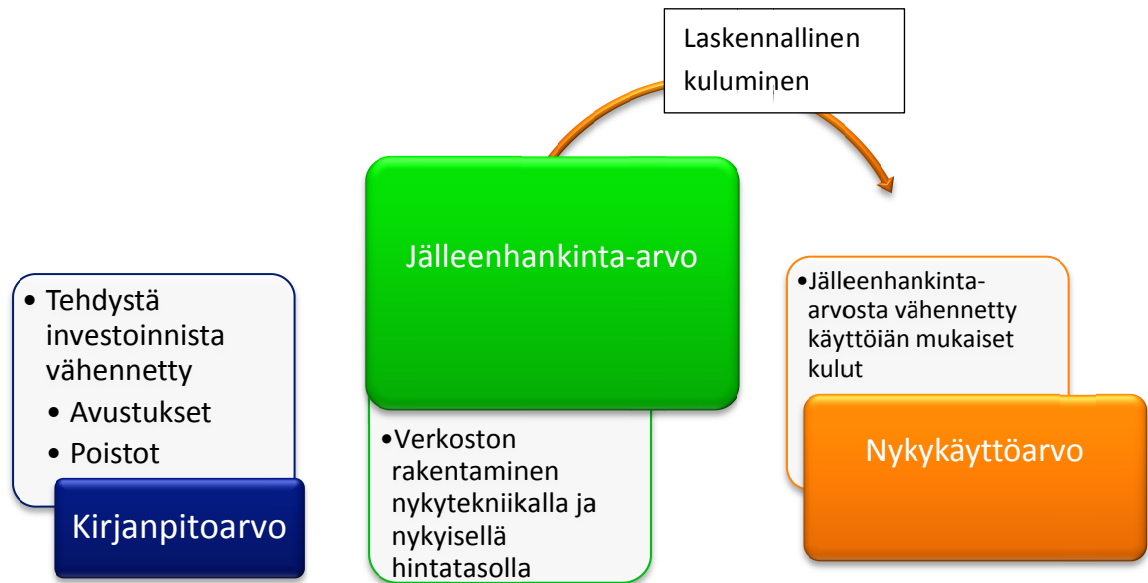 Laskennallinen
kuluminen
Jälleenhankinta-arvo
• Tehdystä
investoinnista
vähennetty
• Avustukset
• Poistot
Kirjanpitoarvo
•Verkoston
rakentaminen
nykytekniikalla ja
nykyisellä
hintatasolla
•Jälleenhankinta-
arvosta vähennetty
käyttöiän mukaiset
kulut
Nykykäyttöarvo